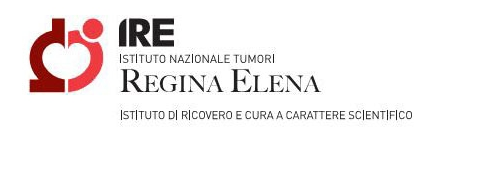 IRE
ISTITUTO NAZIONALE TUMORI
REGINA ELENA
ISTITUTO DI RICOVERO E CURA A CARATTERE SCIENTIFICO